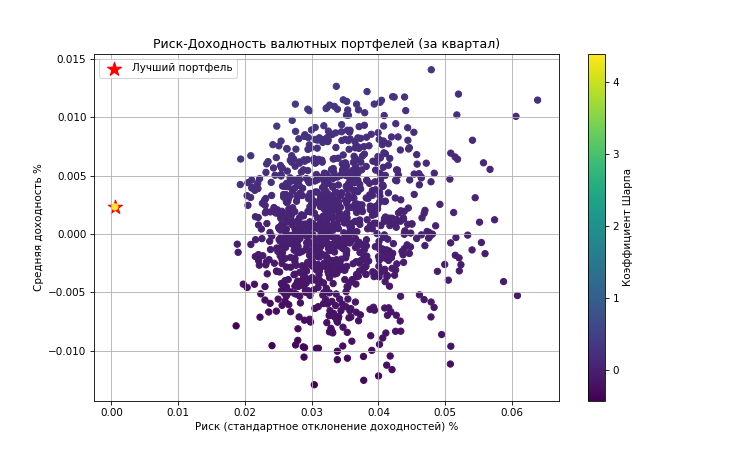 Риск-Доходность валютных портфелей (за квартал)
Лучший портфель
0.015
0.010
0.005
0.000
−0.005
−0.010
Средняя доходность %
0.00 0.01 0.02 0.03 0.04 0.05 0.06
Риск (стандартное отклонение доходностей) %
4
3
2
1
0
Коэффициент Шарпа